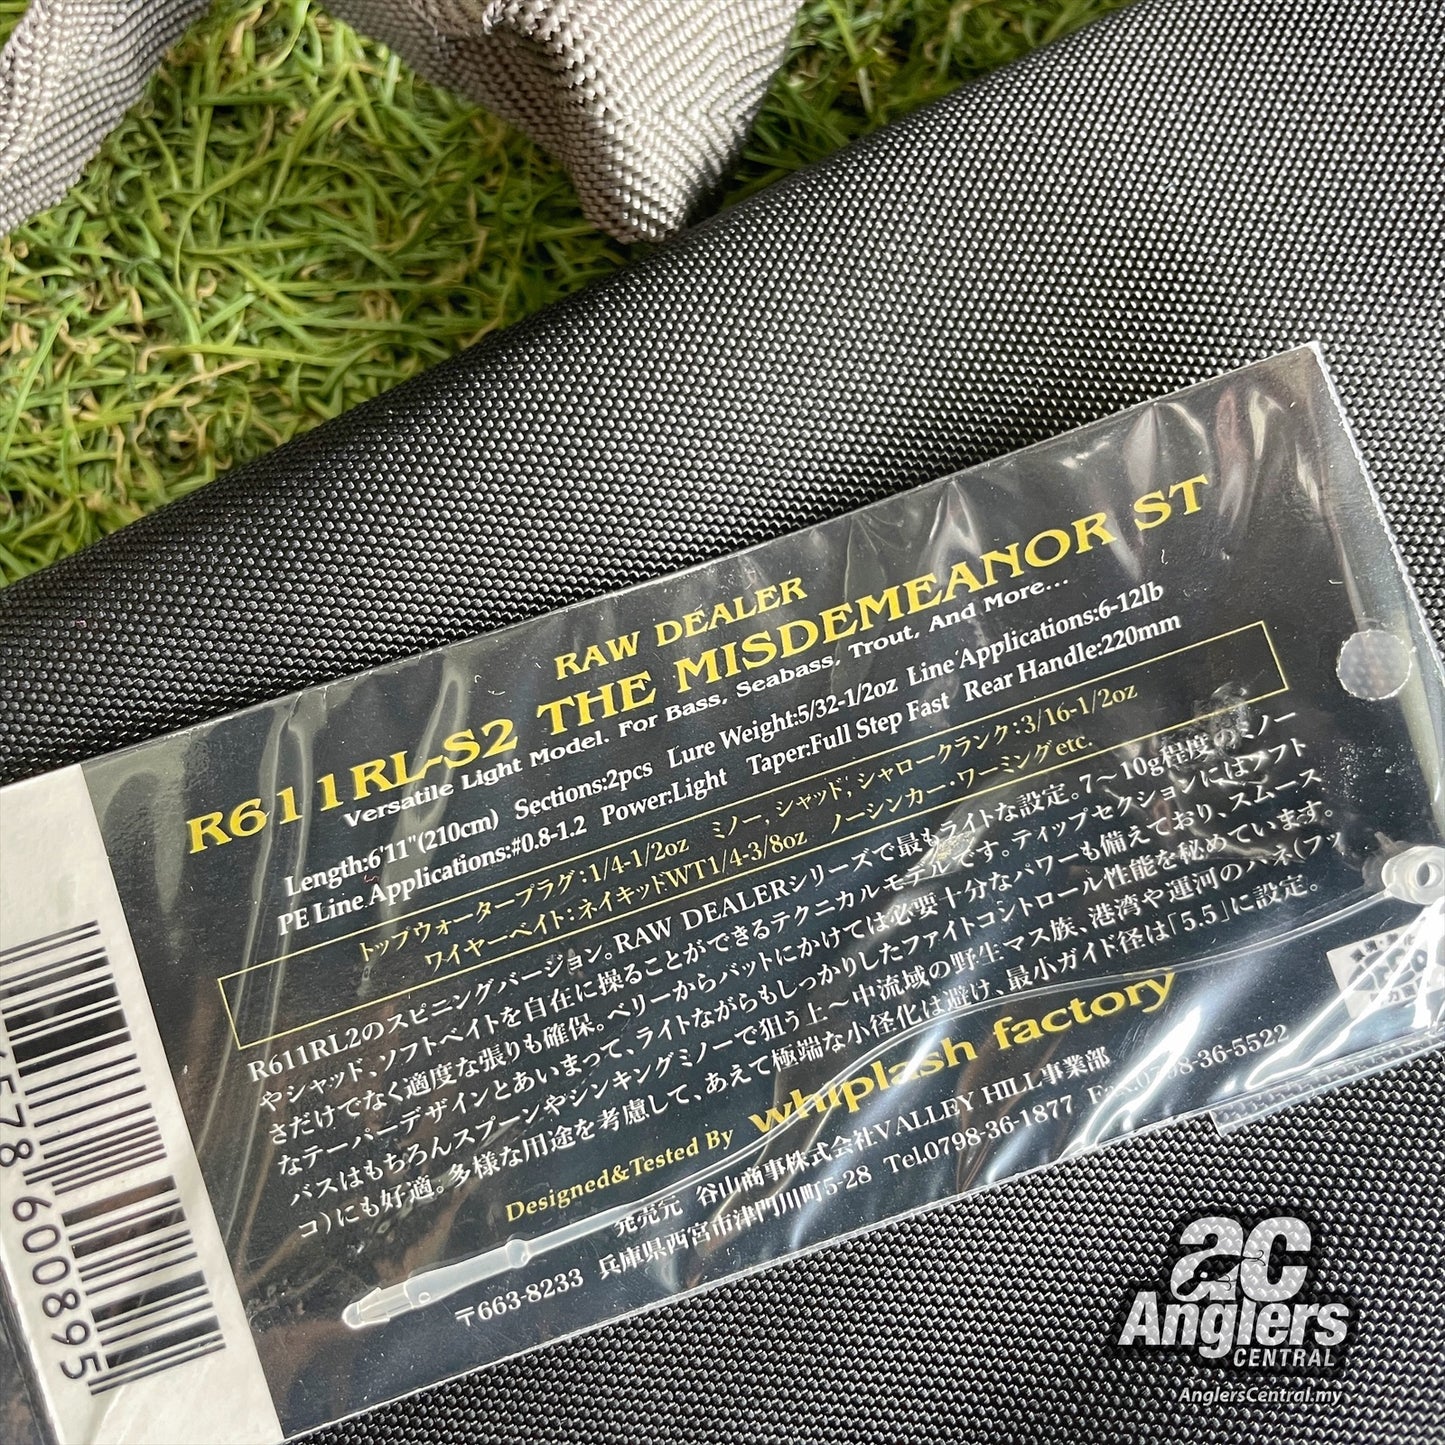 RAW DEALER
R611RL-S2 THE MISDEMEANOR ST
Versatile Light Model. For Bass, Seabass, Trout, And More...
Length:6'11"(210cm) Sections:2pcs Lure Weight:5/32-1/2oz Line Applications:6-12lb
PE Line Applications:#0.8-1.2 Power:Light Taper:Full Step Fast Rear Handle:220mm
トップウォータープラグ:1/4-1/2oz ミノー, シャッド, シャロークランク:3/16-1/2oz
ワイヤーベイト:ネイキッドWT1/4-3/8oz ノーシンカー・ワーミング etc.
R611RL2のスピニングバージョン。RAW DEALERシリーズで最もライトな設定。7〜10g程度のミノー
やシャッド、ソフトベイトを自在に操ることができるテクニカルモデルです。ティップセクションにはソフト
さだけでなく適度な張りも確保。ベリーからバットにかけては必要十分なパワーも備えており、スムース
なテーパーデザインとあいまって、ライトながらもしっかりしたファイトコントロール性能を秘めています。
バスはもちろんスプーンやシンキングミノーで狙う上〜中流域の野生マス族、港湾や運河のハネ(フッ
コ)にも好適。多様な用途を考慮して、あえて極端な小径化は避け、最小ガイド径は「5.5」に設定。
Designed&Tested By whiplash factory
発売元 谷山商事株式会社VALLEY HILL事業部
〒663-8233 兵庫県西宮市津門川町5-28 Tel.0798-36-1877 Fax.0798-36-5522
578 600895
ac
Anglers
CENTRAL
AnglersCentral.my